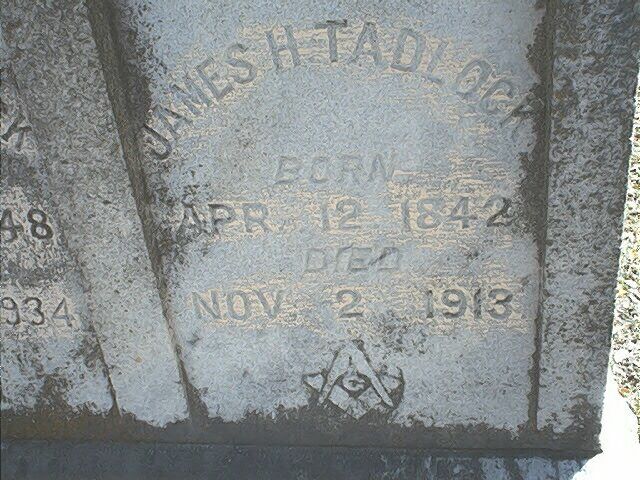 JAMES H TADLOCK
BORN
APR. 12 1842
DIED
NOV. 2 1913
G
K
48
934